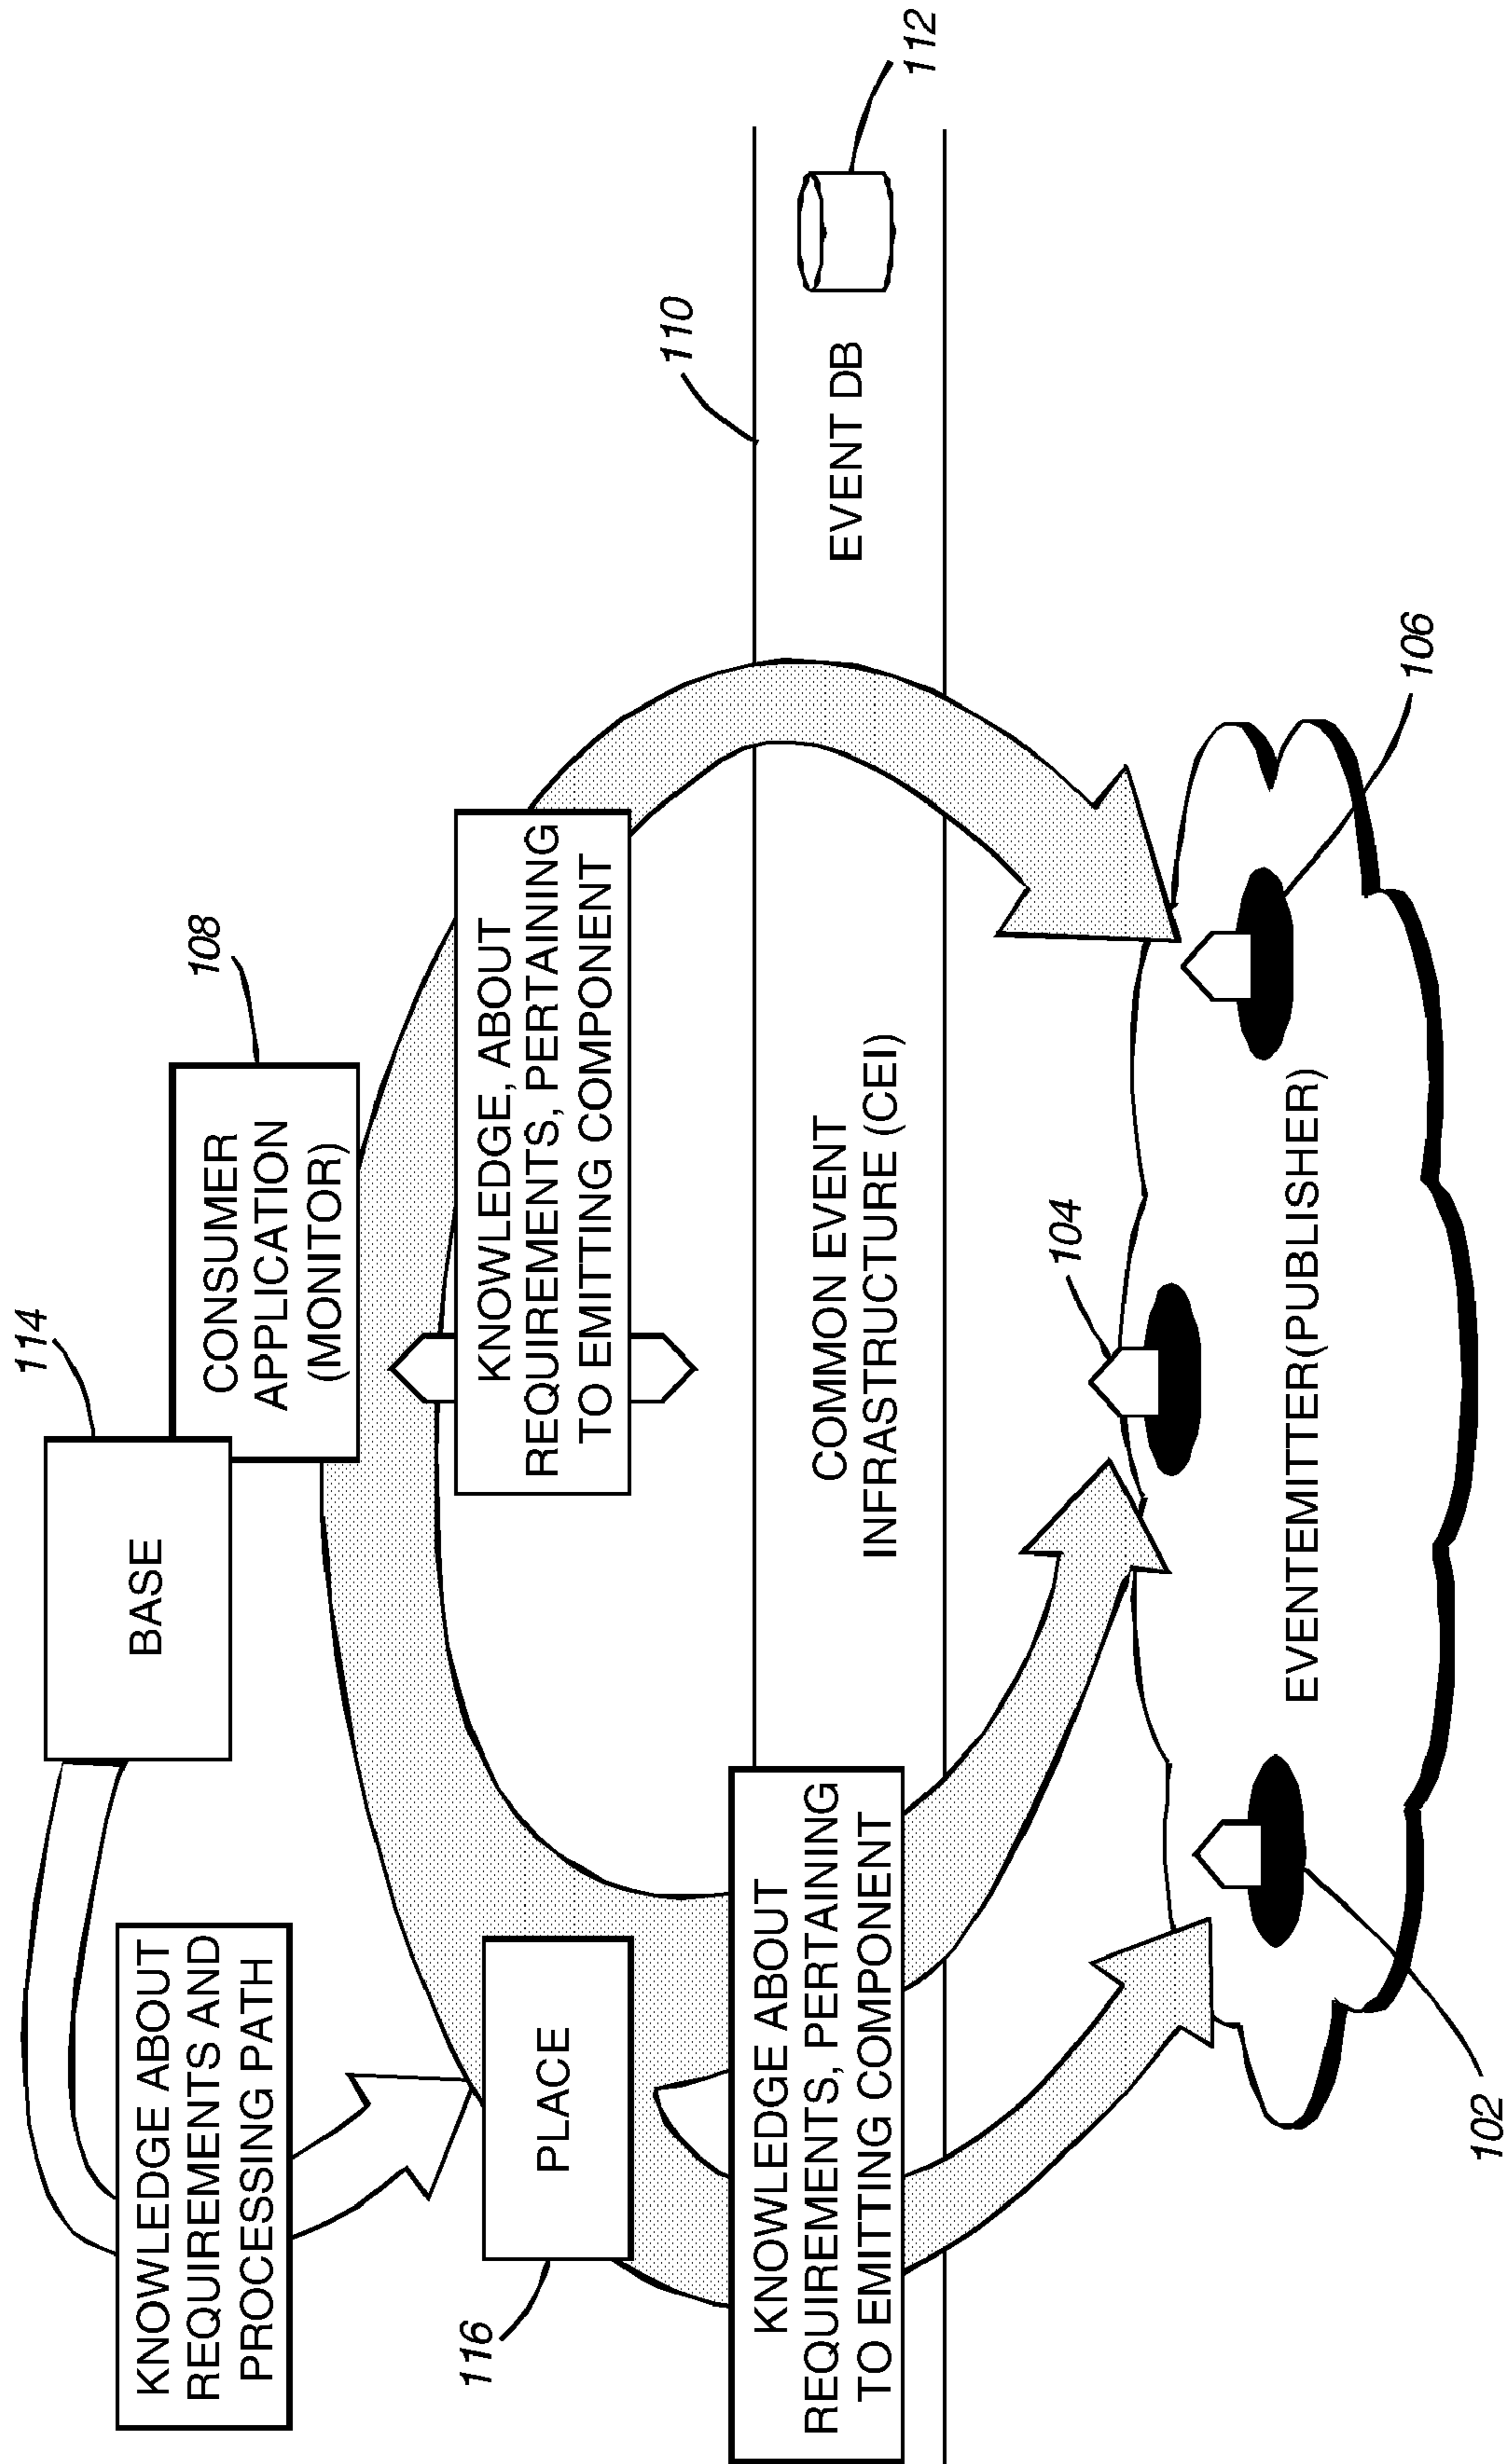 114
BASE
108
CONSUMER
APPLICATION
(MONITOR)
KNOWLEDGE ABOUT
REQUIREMENTS AND
PROCESSING PATH
116
PLACE
KNOWLEDGE, ABOUT
REQUIREMENTS, PERTAINING
TO EMITTING COMPONENT
110
112
EVENT DB
COMMON EVENT
INFRASTRUCTURE (CEI)
KNOWLEDGE ABOUT
REQUIREMENTS, PERTAINING
TO EMITTING COMPONENT
104
106
EVENTEMITTER(PUBLISHER)
102